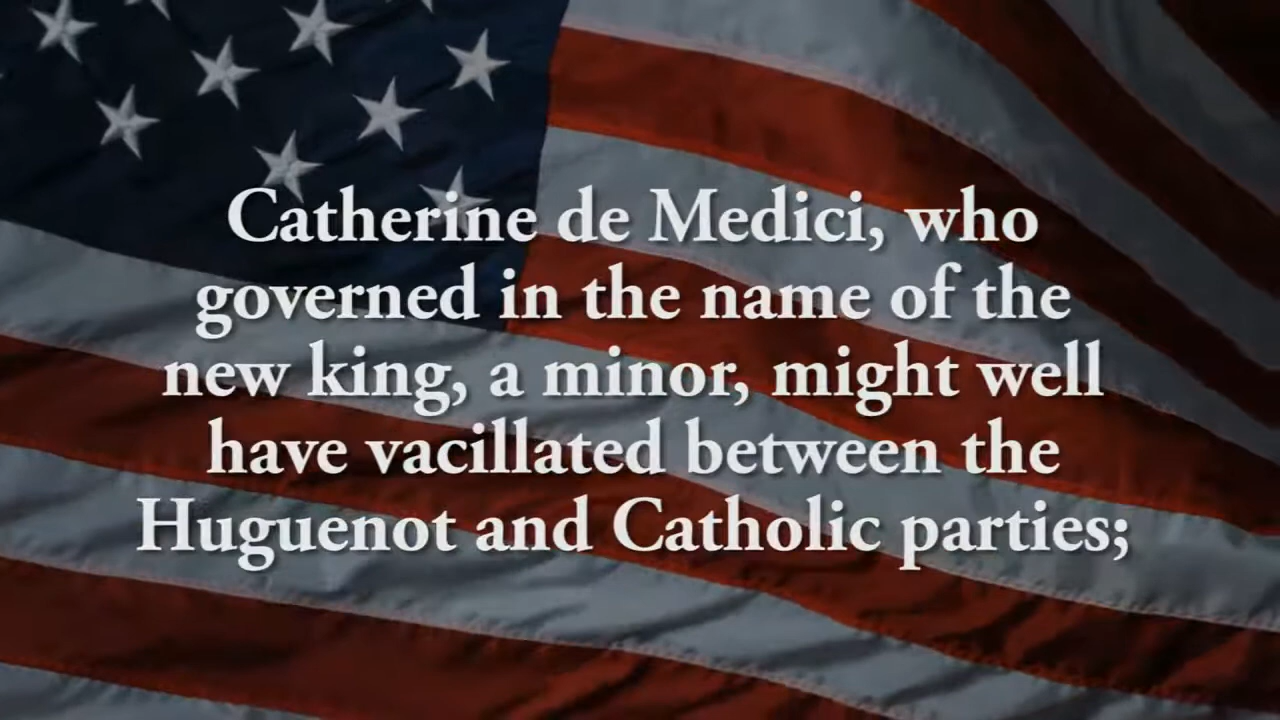 Catherine de Medici, who
governed in the name of the
new king, a minor, might well
have vacillated between the
Huguenot and Catholic parties;